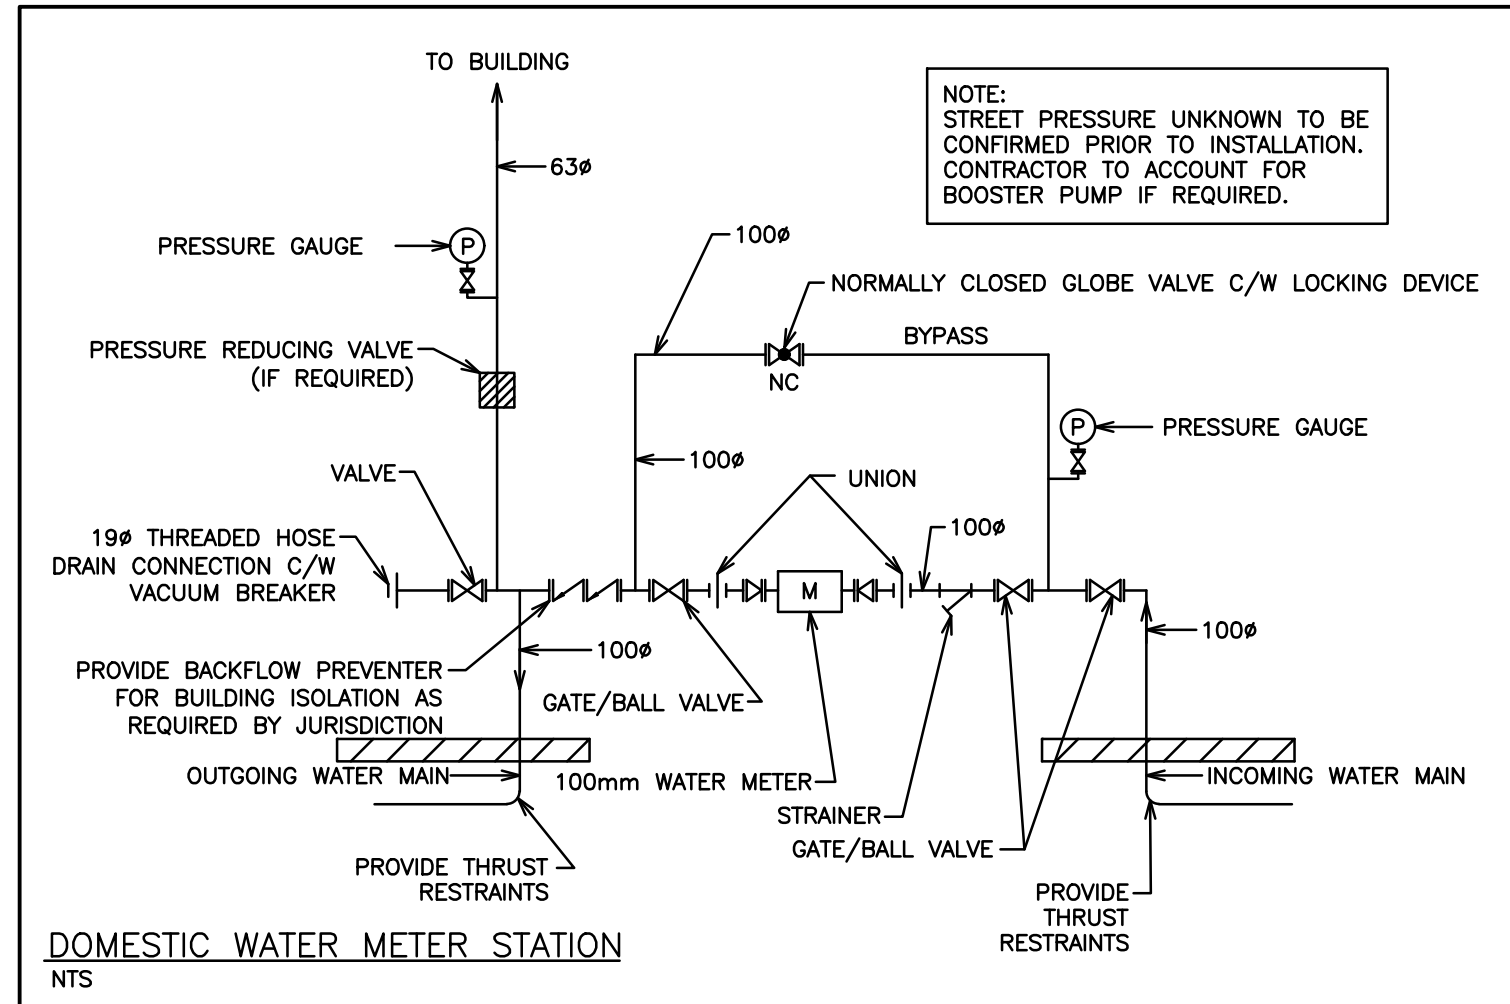 TO BUILDING
NOTE:
STREET PRESSURE UNKNOWN TO BE
CONFIRMED PRIOR TO INSTALLATION.
CONTRACTOR TO ACCOUNT FOR
BOOSTER PUMP IF REQUIRED.
63ø
PRESSURE GAUGE
P
100ø
NORMALLY CLOSED GLOBE VALVE C/W LOCKING DEVICE
BYPASS
NC
PRESSURE REDUCING VALVE
(IF REQUIRED)
P
PRESSURE GAUGE
100ø
VALVE
UNION
19ø THREADED HOSE
DRAIN CONNECTION C/W
VACUUM BREAKER
100ø
M
100ø
100ø
PROVIDE BACKFLOW PREVENTER
FOR BUILDING ISOLATION AS
REQUIRED BY JURISDICTION
GATE/BALL VALVE
OUTGOING WATER MAIN
100mm WATER METER
INCOMING WATER MAIN
STRAINER
GATE/BALL VALVE
PROVIDE THRUST
RESTRAINTS
PROVIDE
THRUST
RESTRAINTS
DOMESTIC WATER METER STATION
NTS